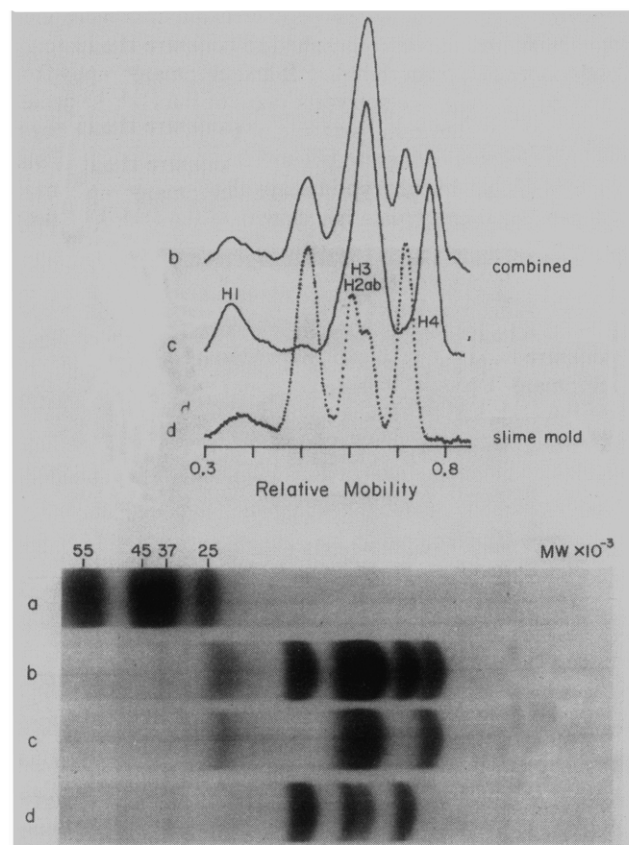 b
combined
H3
H2ab
H1
H4
c
d
slime mold
0.3
0.8
Relative Mobility
55 45 37 25 MW ×10⁻³
a
b
c
d